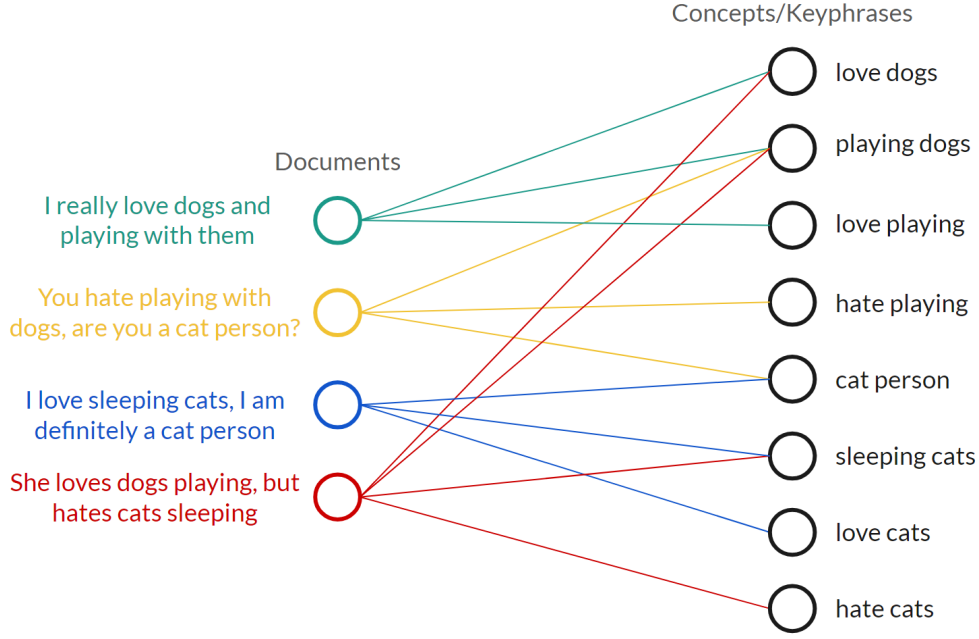 Concepts/Keyphrases
love dogs
playing dogs
Documents
I really love dogs and
playing with them
love playing
You hate playing with
dogs, are you a cat person?
hate playing
cat person
I love sleeping cats, I am
definitely a cat person
sleeping cats
She loves dogs playing, but
hates cats sleeping
love cats
hate cats